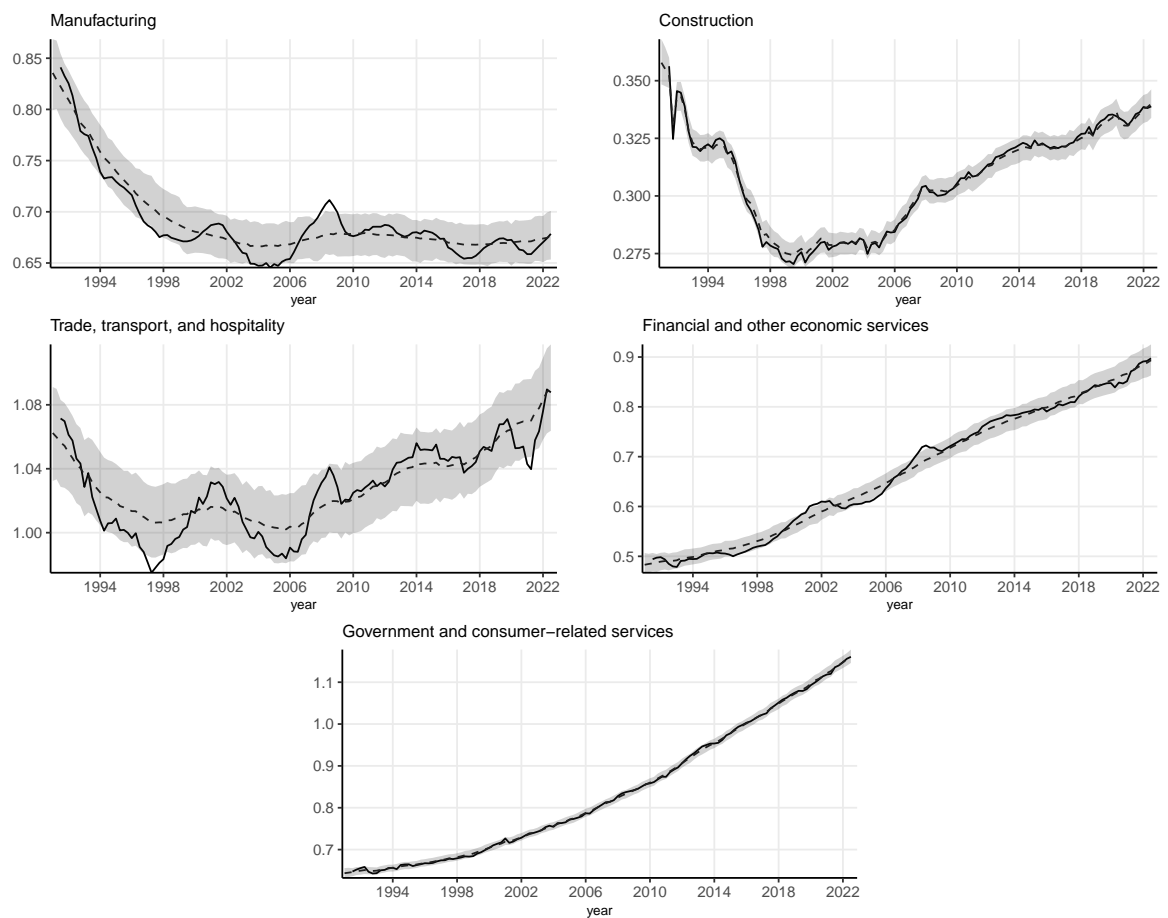 Manufacturing
0.85
0.80
0.75
0.70
0.65
1994 1998 2002 2006 2010 2014 2018 2022
year
Construction
0.350
0.325
0.300
0.275
1994 1998 2002 2006 2010 2014 2018 2022
year
Trade, transport, and hospitality
1.08
1.04
1.00
1994 1998 2002 2006 2010 2014 2018 2022
year
Financial and other economic services
0.9
0.8
0.7
0.6
0.5
1994 1998 2002 2006 2010 2014 2018 2022
year
Government and consumer−related services
1.1
1.0
0.9
0.8
0.7
1994 1998 2002 2006 2010 2014 2018 2022
year